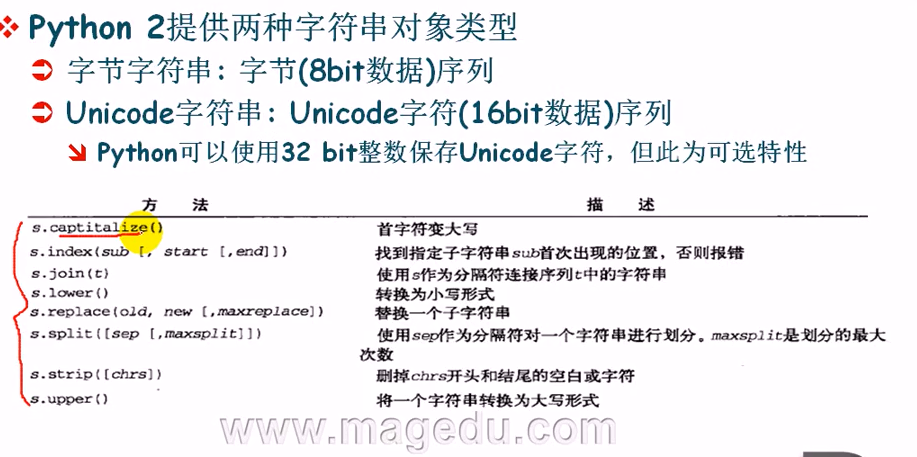 Python 2提供两种字符串对象类型
字节字符串：字节(8bit数据)序列
Unicode字符串：Unicode字符(16bit数据)序列
Python可以使用32 bit整数保存Unicode字符，但此为可选特性
方 法 描 述
s.captitalize() 首字符变大写
s.index(sub [, start [,end]]) 找到指定子字符串sub首次出现的位置，否则报错
s.join(t) 使用s作为分隔符连接序列t中的字符串
s.lower() 转换为小写形式
s.replace(old, new [,maxreplace]) 替换一个子字符串
s.split([sep [,maxsplit]]) 使用sep作为分隔符对一个字符串进行划分。maxsplit是划分的最大
次数
s.strip([chrs]) 删掉chrs开头和结尾的空白或字符
s.upper() 将一个字符串转换为大写形式
www.magedu.com